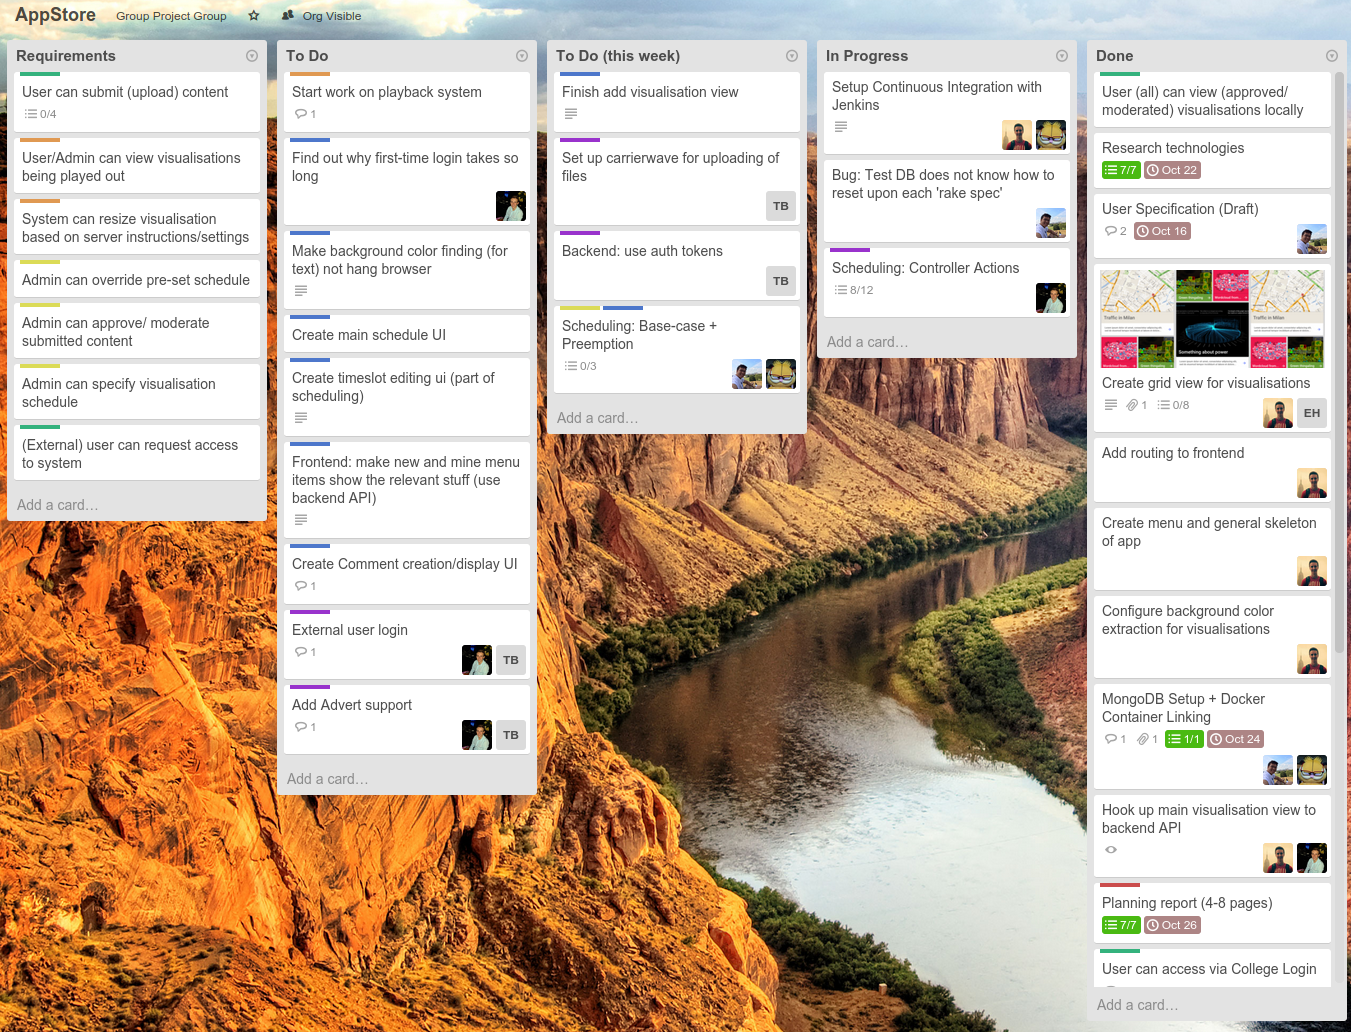 AppStore Group Project Group Org Visible
Requirements
User can submit (upload) content
0/4
User/Admin can view visualisations
being played out
System can resize visualisation
based on server instructions/settings
Admin can override pre-set schedule
Admin can approve/ moderate
submitted content
Admin can specify visualisation
schedule
(External) user can request access
to system
Add a card…
To Do
Start work on playback system
1
Find out why first-time login takes so
long
Make background color finding (for
text) not hang browser
Create main schedule UI
Create timeslot editing ui (part of
scheduling)
Frontend: make new and mine menu
items show the relevant stuff (use
backend API)
Create Comment creation/display UI
1
External user login
1
TB
Add Advert support
1
TB
Add a card…
To Do (this week)
Finish add visualisation view
Set up carrierwave for uploading of
files
TB
Backend: use auth tokens
TB
Scheduling: Base-case +
Preemption
0/3
Add a card…
In Progress
Setup Continuous Integration with
Jenkins
Bug: Test DB does not know how to
reset upon each 'rake spec'
Scheduling: Controller Actions
8/12
Add a card…
Done
User (all) can view (approved/
moderated) visualisations locally
Research technologies
7/7 Oct 22
User Specification (Draft)
2 Oct 16
Traffic in Milan
Traffic in Milan
Something about power
Create grid view for visualisations
1 0/8
EH
Add routing to frontend
Create menu and general skeleton
of app
Configure background color
extraction for visualisations
MongoDB Setup + Docker
Container Linking
1 1 1/1 Oct 24
Hook up main visualisation view to
backend API
Planning report (4-8 pages)
7/7 Oct 26
User can access via College Login
Add a card…